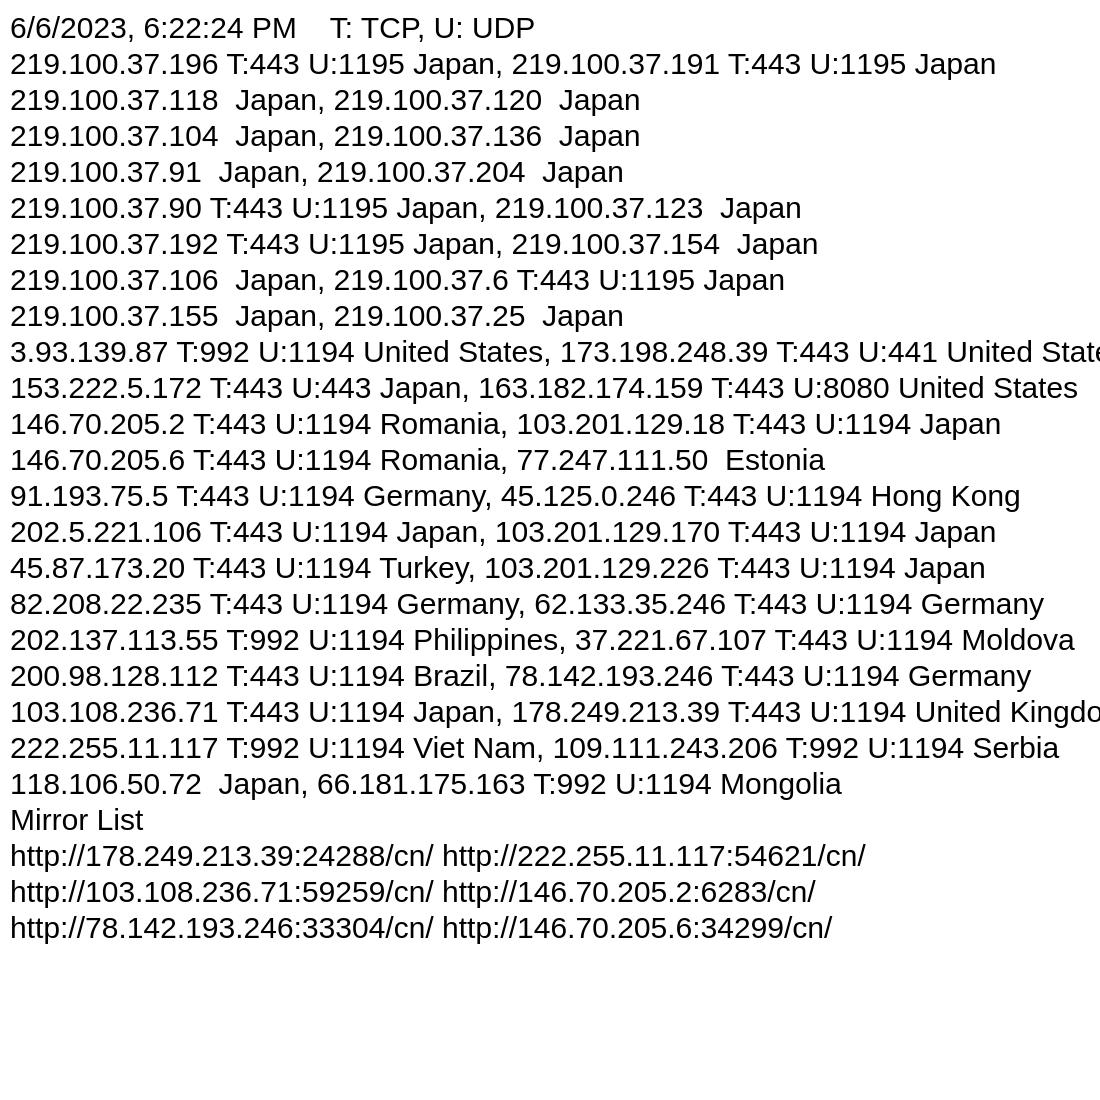 6/6/2023, 6:22:24 PM    T: TCP, U: UDP
219.100.37.196 T:443 U:1195 Japan, 219.100.37.191 T:443 U:1195 Japan
219.100.37.118  Japan, 219.100.37.120  Japan
219.100.37.104  Japan, 219.100.37.136  Japan
219.100.37.91  Japan, 219.100.37.204  Japan
219.100.37.90 T:443 U:1195 Japan, 219.100.37.123  Japan
219.100.37.192 T:443 U:1195 Japan, 219.100.37.154  Japan
219.100.37.106  Japan, 219.100.37.6 T:443 U:1195 Japan
219.100.37.155  Japan, 219.100.37.25  Japan
3.93.139.87 T:992 U:1194 United States, 173.198.248.39 T:443 U:441 United State
153.222.5.172 T:443 U:443 Japan, 163.182.174.159 T:443 U:8080 United States
146.70.205.2 T:443 U:1194 Romania, 103.201.129.18 T:443 U:1194 Japan
146.70.205.6 T:443 U:1194 Romania, 77.247.111.50  Estonia
91.193.75.5 T:443 U:1194 Germany, 45.125.0.246 T:443 U:1194 Hong Kong
202.5.221.106 T:443 U:1194 Japan, 103.201.129.170 T:443 U:1194 Japan
45.87.173.20 T:443 U:1194 Turkey, 103.201.129.226 T:443 U:1194 Japan
82.208.22.235 T:443 U:1194 Germany, 62.133.35.246 T:443 U:1194 Germany
202.137.113.55 T:992 U:1194 Philippines, 37.221.67.107 T:443 U:1194 Moldova
200.98.128.112 T:443 U:1194 Brazil, 78.142.193.246 T:443 U:1194 Germany
103.108.236.71 T:443 U:1194 Japan, 178.249.213.39 T:443 U:1194 United Kingdo
222.255.11.117 T:992 U:1194 Viet Nam, 109.111.243.206 T:992 U:1194 Serbia
118.106.50.72  Japan, 66.181.175.163 T:992 U:1194 Mongolia
Mirror List
http://178.249.213.39:24288/cn/ http://222.255.11.117:54621/cn/
http://103.108.236.71:59259/cn/ http://146.70.205.2:6283/cn/
http://78.142.193.246:33304/cn/ http://146.70.205.6:34299/cn/